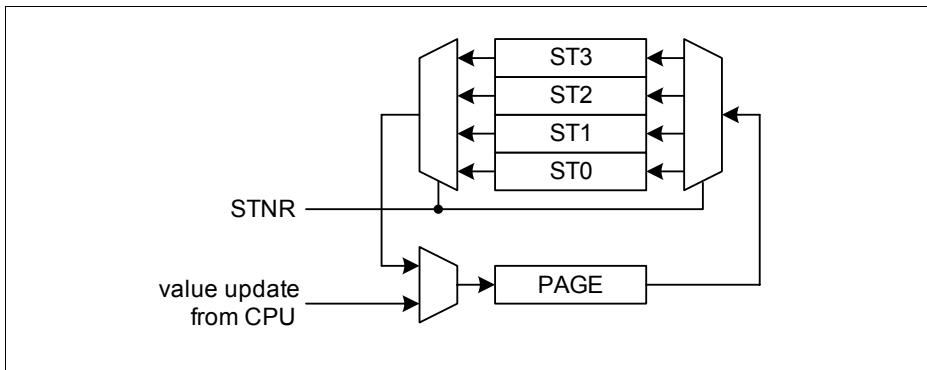 ST3
ST2
ST1
ST0
STNR
value update
from CPU
PAGE